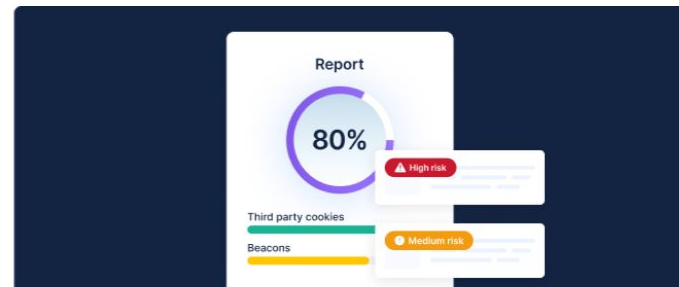 Report
80%
High risk
Third party cookies
Beacons
Medium risk